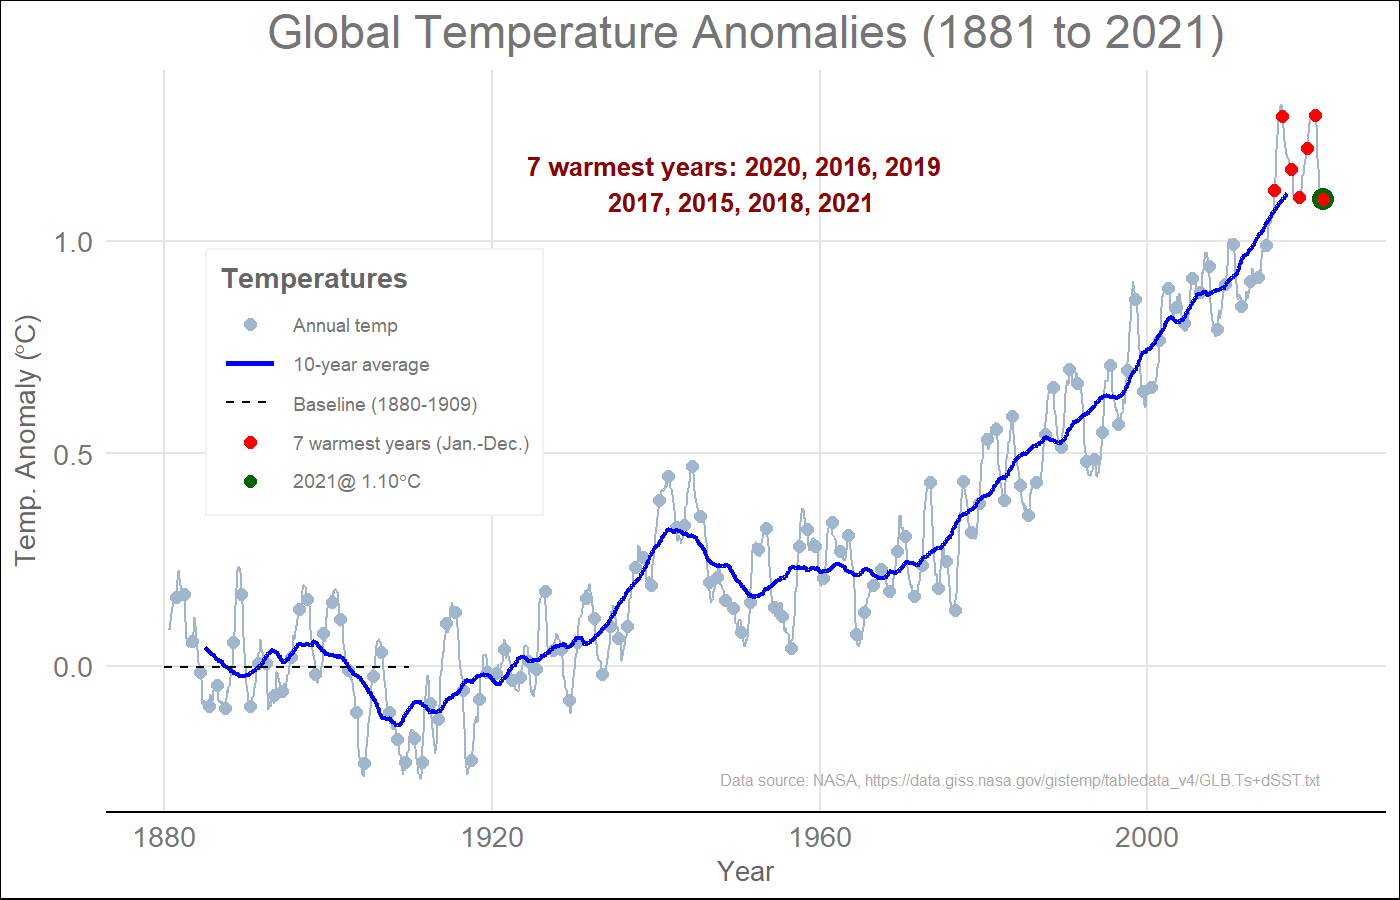 Global Temperature Anomalies (1881 to 2021)
7 warmest years: 2020, 2016, 2019
2017, 2015, 2018, 2021
Temp. Anomaly (°C)
1.0
0.5
0.0
Temperatures
Annual temp
10-year average
Baseline (1880-1909)
7 warmest years (Jan.-Dec.)
2021@ 1.10°C
Data source: NASA, https://data.giss.nasa.gov/gistemp/tabledata_v4/GLB.Ts+dSST.txt
1880 1920 1960 2000
Year